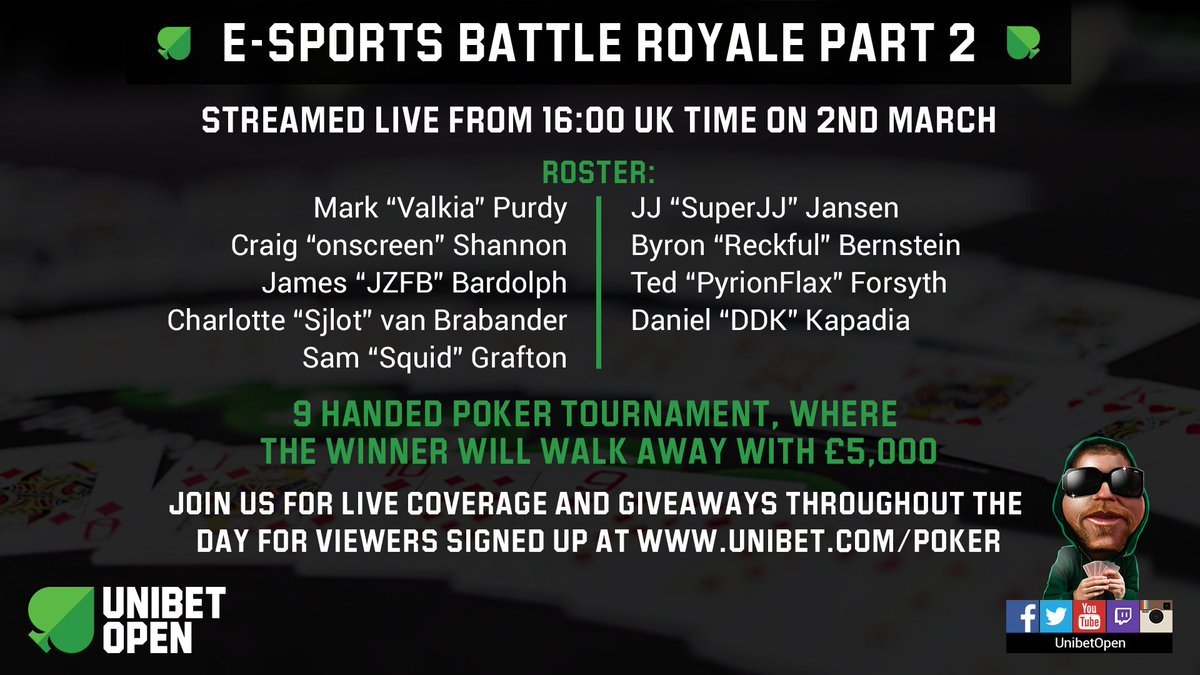 E-SPORTS BATTLE ROYALE PART 2
STREAMED LIVE FROM 16:00 UK TIME ON 2ND MARCH
ROSTER:
Mark “Valkia” Purdy
Craig “onscreen” Shannon
James “JZFB” Bardolph
Charlotte “Sjlot” van Brabander
Sam “Squid” Grafton
JJ “SuperJJ” Jansen
Byron “Reckful” Bernstein
Ted “PyrionFlax” Forsyth
Daniel “DDK” Kapadia
9 HANDED POKER TOURNAMENT, WHERE
THE WINNER WILL WALK AWAY WITH £5,000
JOIN US FOR LIVE COVERAGE AND GIVEAWAYS THROUGHOUT THE
DAY FOR VIEWERS SIGNED UP AT WWW.UNIBET.COM/POKER
UNIBET
OPEN
You
Tube
UnibetOpen